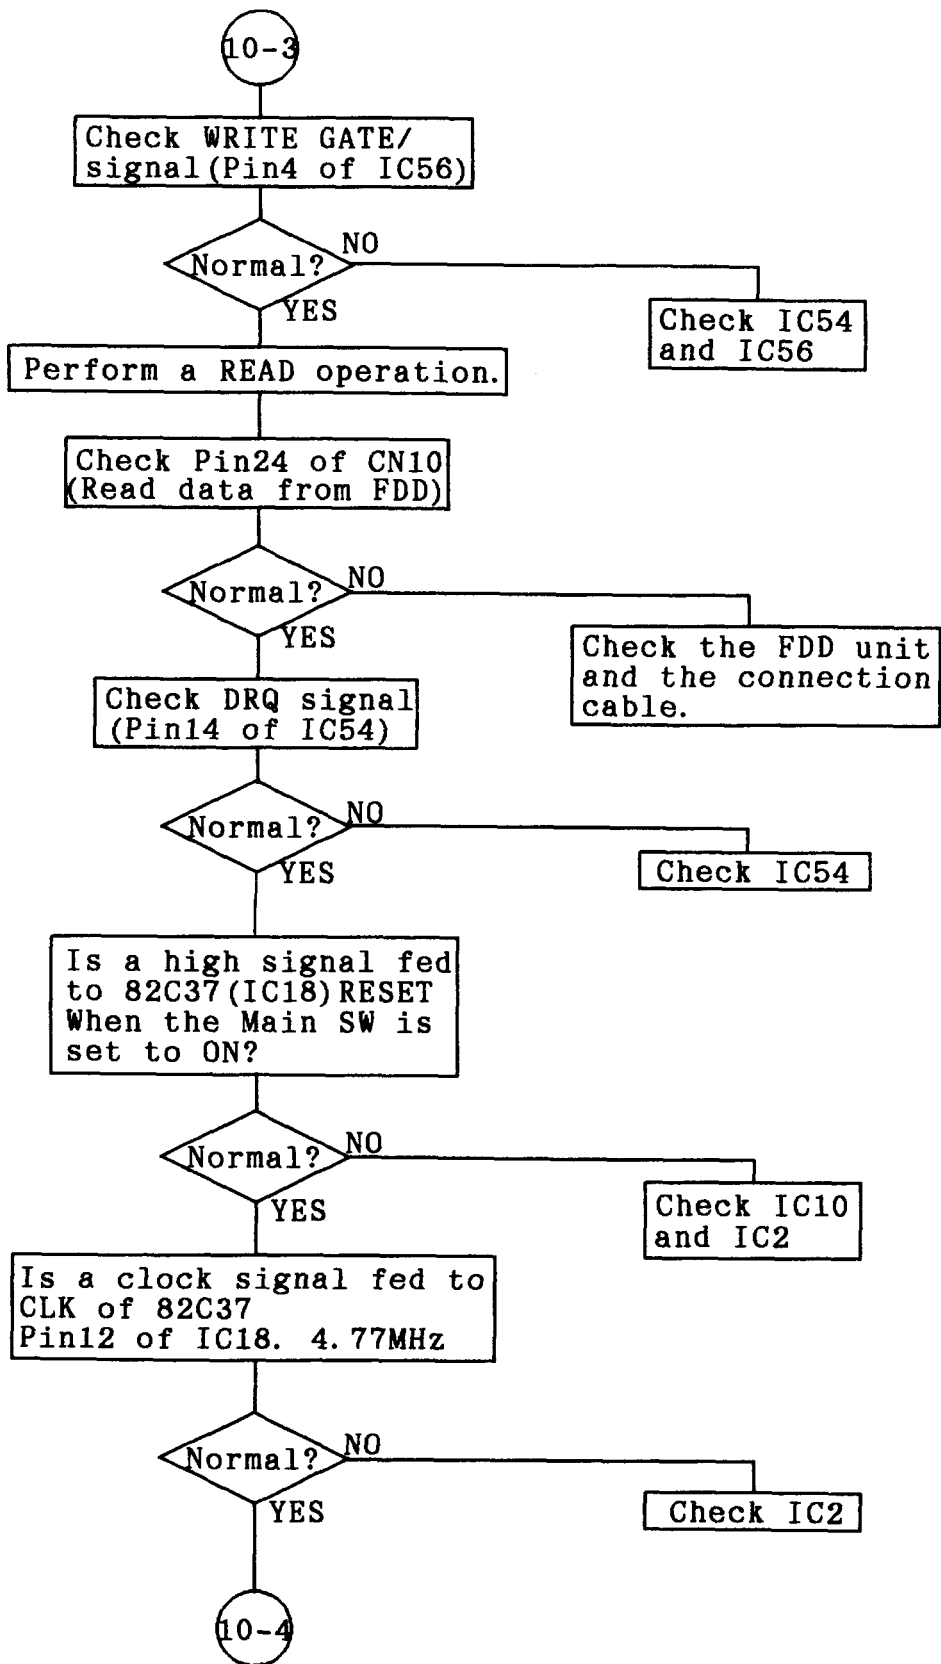 10-3
Check WRITE GATE/
signal(Pin4 of IC56)
Normal?
NO
YES
Check IC54
and IC56
Perform a READ operation.
Check Pin24 of CN10
(Read data from FDD)
Normal?
NO
YES
Check the FDD unit
and the connection
cable.
Check DRQ signal
(Pin14 of IC54)
Normal?
NO
YES
Check IC54
Is a high signal fed
to 82C37(IC18)RESET
When the Main SW is
set to ON?
Normal?
NO
YES
Check IC10
and IC2
Is a clock signal fed to
CLK of 82C37
Pin12 of IC18. 4.77MHz
Normal?
NO
YES
Check IC2
10-4